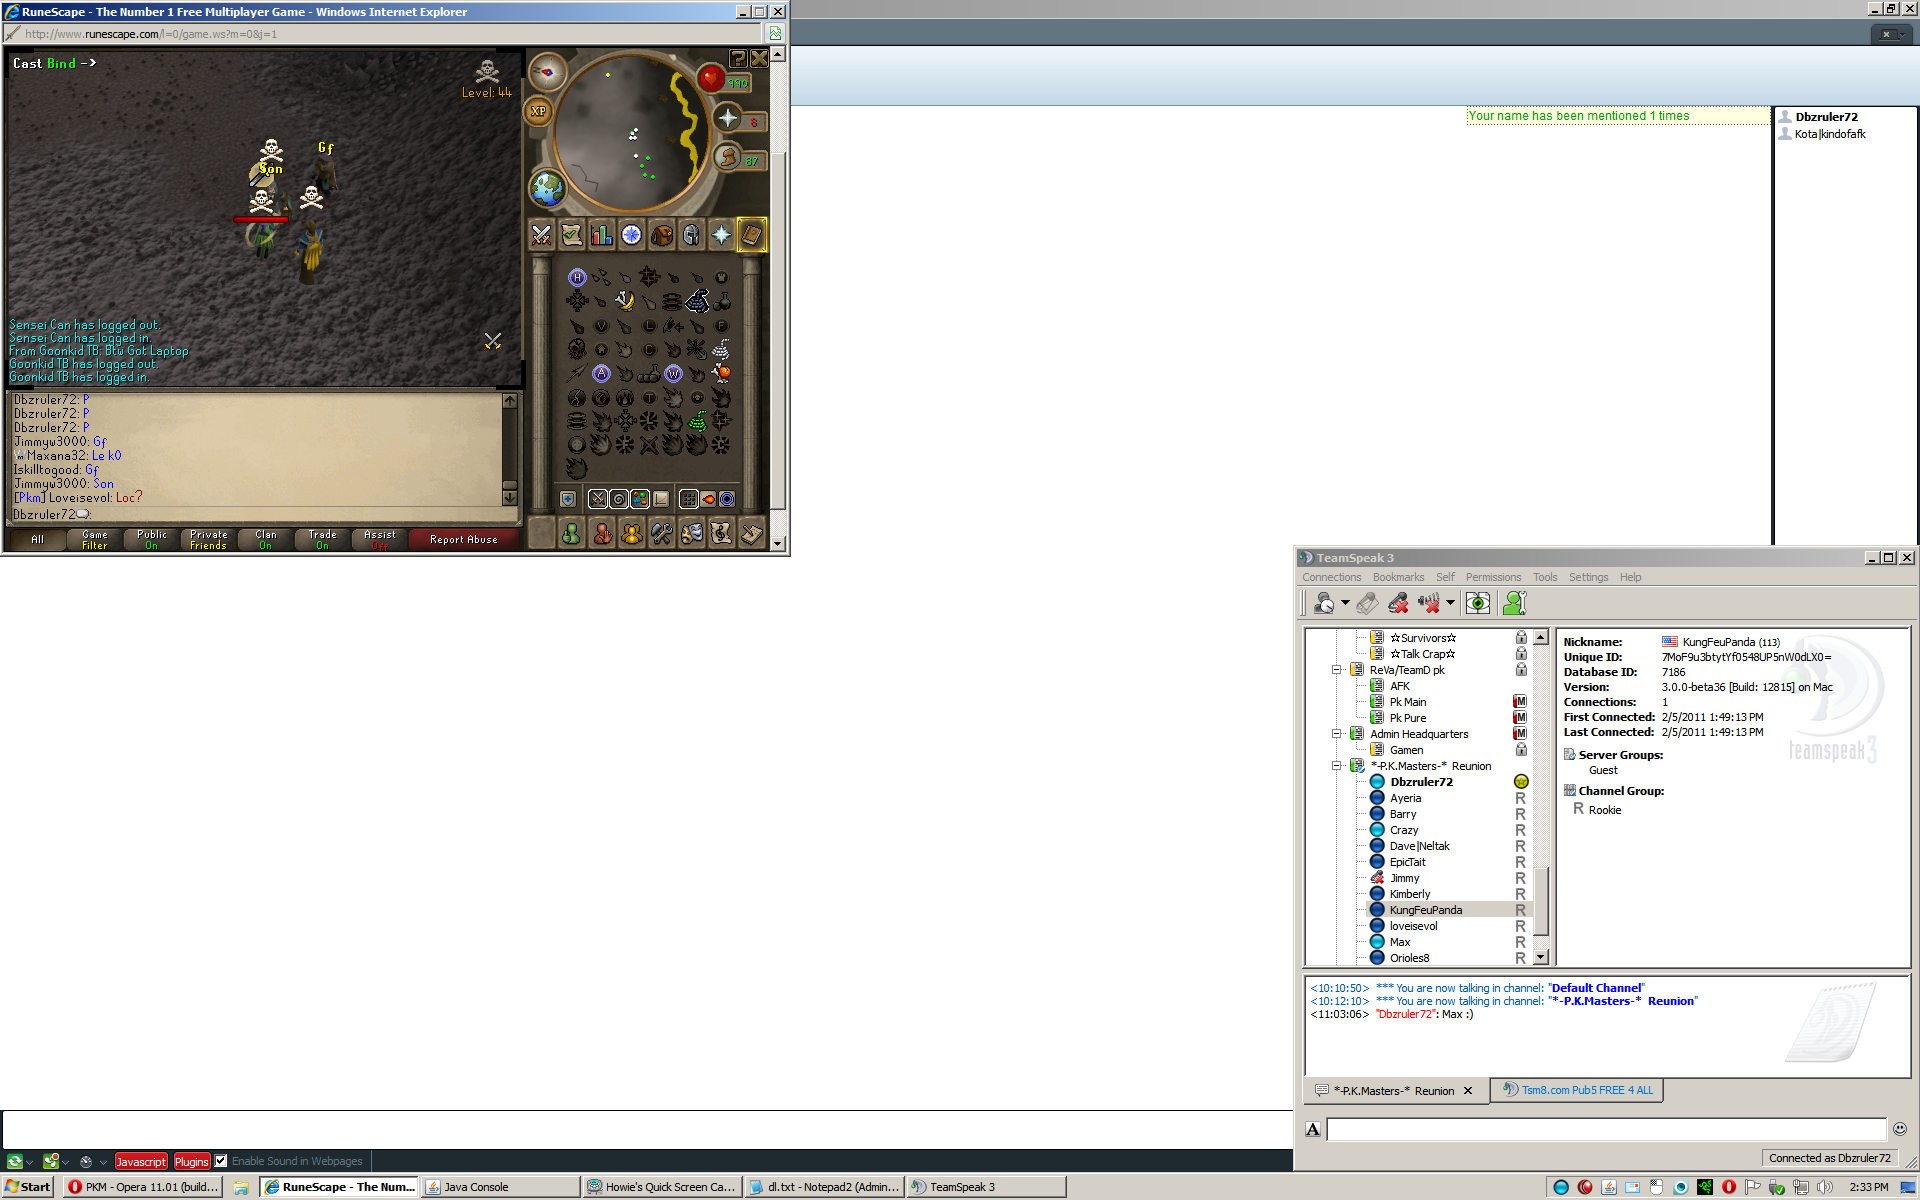 RuneScape - The Number 1 Free Multiplayer Game - Windows Internet Explorer
http://www.runescape.com/l=0/game.ws?m=0&j=1
Cast Bind ->
Level: 44
Gf
Son
XP
990
8
87
Sensei Can has logged out.
Sensei Can has logged in.
From Goonkid TB: Btw Got Laptop
Goonkid TB has logged out.
Goonkid TB has logged in.
Dbzruler72: P
Dbzruler72: P
Dbzruler72: P
Jimmyw3000: Gf
Maxana32: Le k0
Iskilltogood: Gf
Jimmyw3000: Son
[Pkm] Loveisevol: Loc?
Dbzruler72:
All
Game Filter
Public On
Private Friends
Clan On
Trade On
Assist
Report Abuse
Your name has been mentioned 1 times
Dbzruler72
Kota|kindofafk
TeamSpeak 3
Connections Bookmarks Self Permissions Tools Settings Help
☆Survivors☆
☆Talk Crap☆
ReVa/TeamD pk
AFK
Pk Main
Pk Pure
Admin Headquarters
Gamen
*-P.K.Masters-* Reunion
Dbzruler72
Ayeria
Barry
Crazy
Dave|Neltak
EpicTait
Jimmy
Kimberly
KungFeuPanda
loveisevol
Max
Orioles8
Nickname: KungFeuPanda (113)
Unique ID: 7MoF9u3btytYf0548UP5nW0dLX0=
Database ID: 7186
Version: 3.0.0-beta36 [Build: 12815] on Mac
Connections: 1
First Connected: 2/5/2011 1:49:13 PM
Last Connected: 2/5/2011 1:49:13 PM
teamspeak 3
Server Groups:
Guest
Channel Group:
R Rookie
<10:10:50> *** You are now talking in channel: "Default Channel"
<10:12:10> *** You are now talking in channel: "*-P.K.Masters-* Reunion"
<11:03:06> "Dbzruler72": Max :)
*-P.K.Masters-* Reunion
Tsm8.com Pub5 FREE 4 ALL
Connected as Dbzruler72
Javascript Plugins Enable Sound in Webpages
Start
PKM - Opera 11.01 (build...
RuneScape - The Num...
Java Console
Howie's Quick Screen Ca...
dl.txt - Notepad2 (Admin...
TeamSpeak 3
2:33 PM